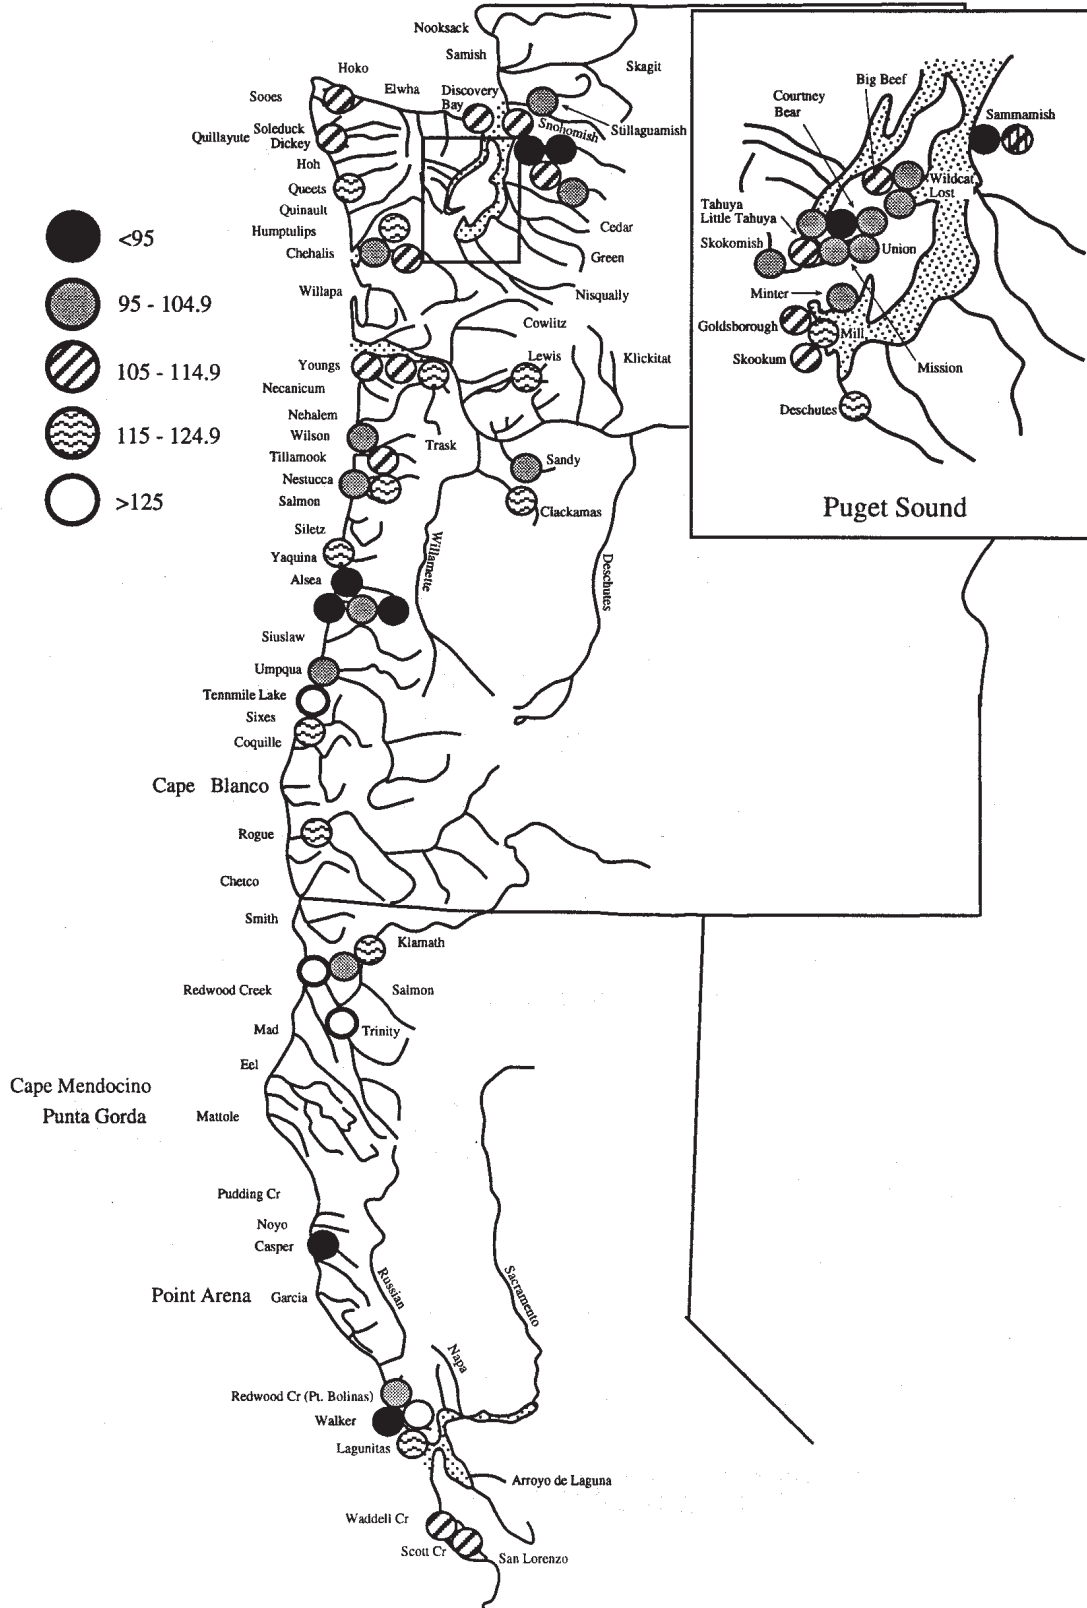 Nooksack
Samish
Skagit
Hoko
Elwha
Discovery
Bay
Sooes
Snohomish
Stillaguamish
Quillayute
Soleduck
Dickey
Hoh
Queets
Quinault
Humptulips
Chehalis
Cedar
Green
Nisqually
Willapa
Cowlitz
Lewis
Klickitat
Youngs
Necanicum
Nehalem
Wilson
Trask
Tillamook
Nestucca
Salmon
Sandy
Clackamas
Siletz
Yaquina
Willamette
Deschutes
Alsea
Siuslaw
Umpqua
Tennmile Lake
Sixes
Coquille
Cape Blanco
Rogue
Chetco
Smith
Klamath
Redwood Creek
Salmon
Mad
Trinity
Eel
Cape Mendocino
Punta Gorda
Mattole
Pudding Cr
Noyo
Casper
Point Arena
Garcia
Russian
Sacramento
Napa
Redwood Cr (Pt. Bolinas)
Walker
Lagunitas
Arroyo de Laguna
Waddell Cr
Scott Cr
San Lorenzo
<95
95 - 104.9
105 - 114.9
115 - 124.9
>125
Big Beef
Courtney
Bear
Sammamish
Wildcat
Lost
Tahuya
Little Tahuya
Skokomish
Union
Minter
Goldsborough
Mill
Skookum
Mission
Deschutes
Puget Sound